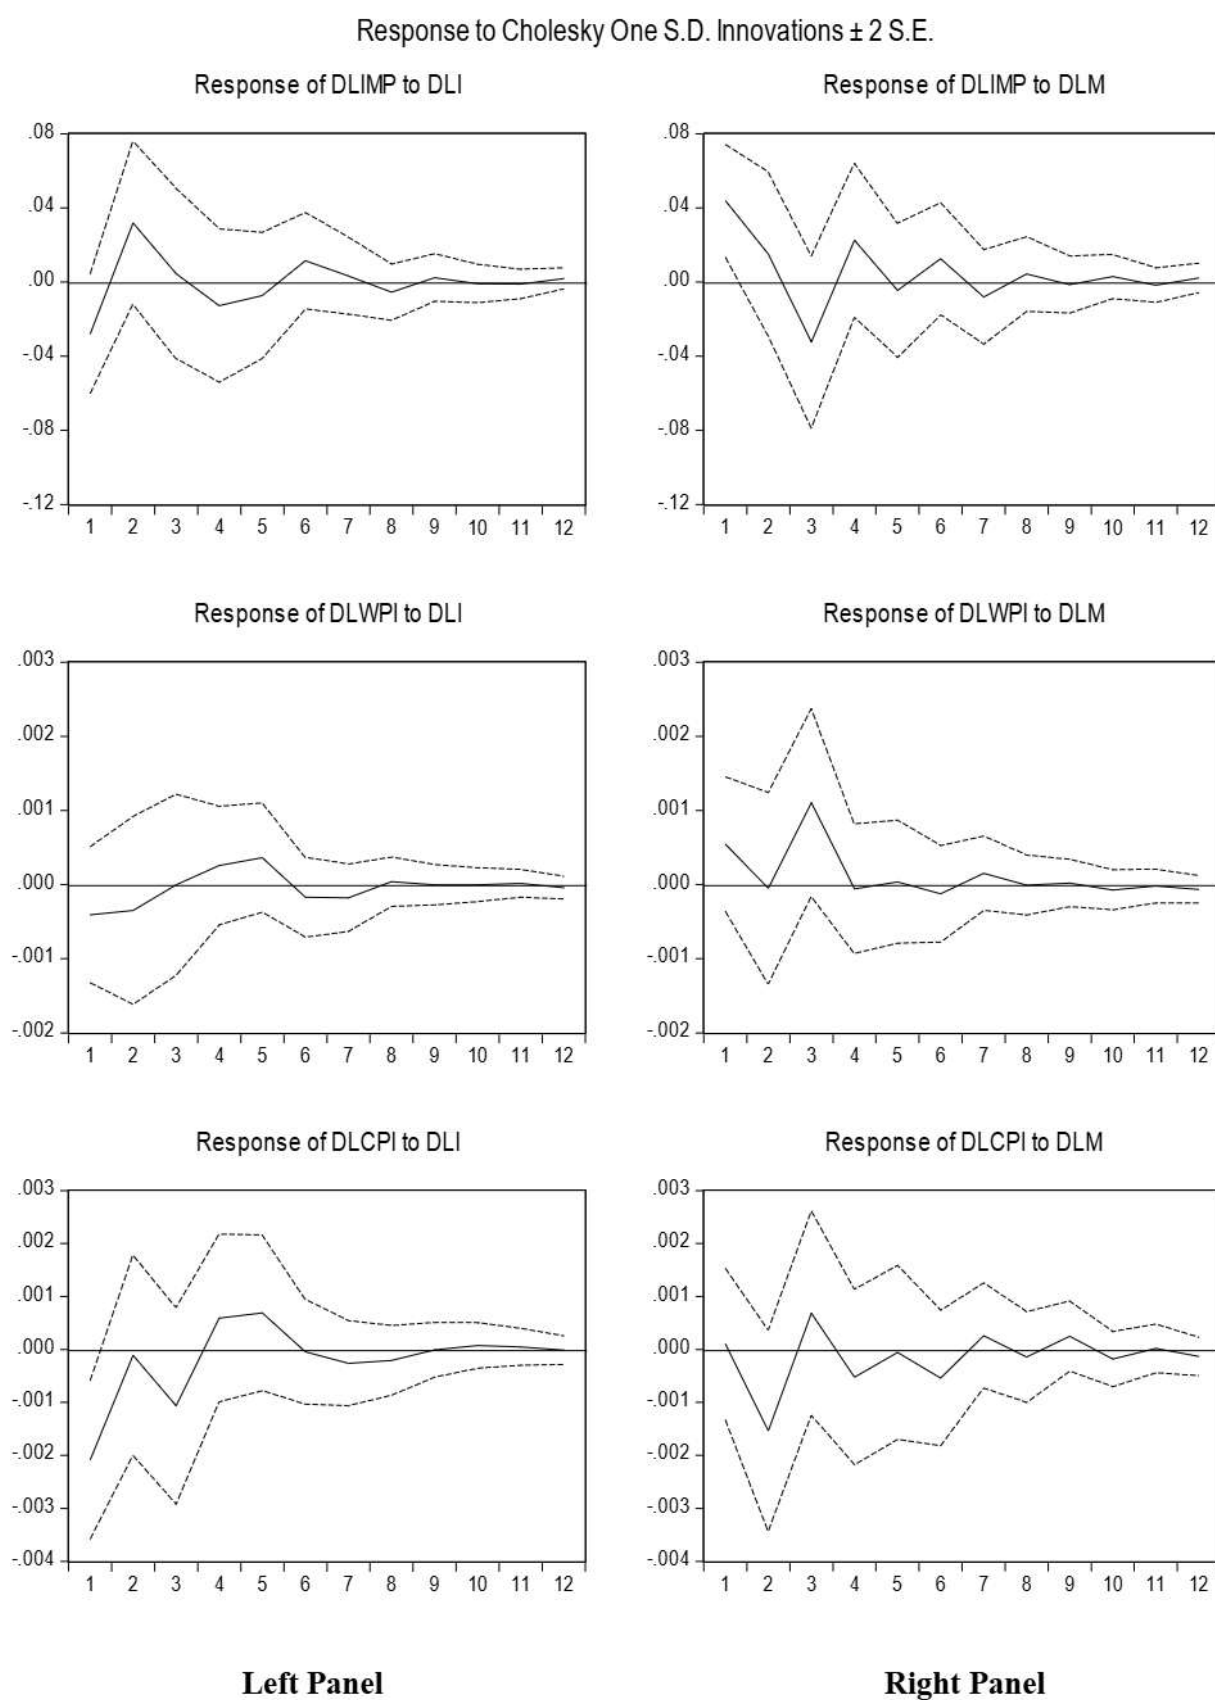 Response to Cholesky One S.D. Innovations ± 2 S.E.
Response of DLIMP to DLI
.08
.04
.00
-.04
-.08
-.12
1 2 3 4 5 6 7 8 9 10 11 12
Response of DLIMP to DLM
.08
.04
.00
-.04
-.08
-.12
1 2 3 4 5 6 7 8 9 10 11 12
Response of DLWPI to DLI
.003
.002
.001
.000
-.001
-.002
1 2 3 4 5 6 7 8 9 10 11 12
Response of DLWPI to DLM
.003
.002
.001
.000
-.001
-.002
1 2 3 4 5 6 7 8 9 10 11 12
Response of DLCPI to DLI
.003
.002
.001
.000
-.001
-.002
-.003
-.004
1 2 3 4 5 6 7 8 9 10 11 12
Response of DLCPI to DLM
.003
.002
.001
.000
-.001
-.002
-.003
-.004
1 2 3 4 5 6 7 8 9 10 11 12
Left Panel
Right Panel